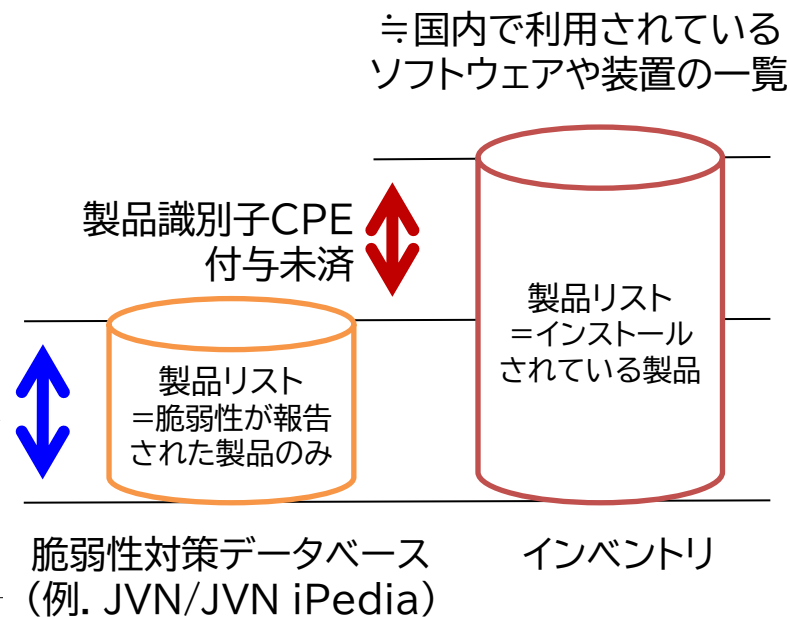 ≒国内で利用されている
ソフトウェアや装置の一覧
製品識別子CPE
付与未済
製品リスト
=インストール
されている製品
製品リスト
=脆弱性が報告
された製品のみ
脆弱性対策データベース
(例. JVN/JVN iPedia)
インベントリ